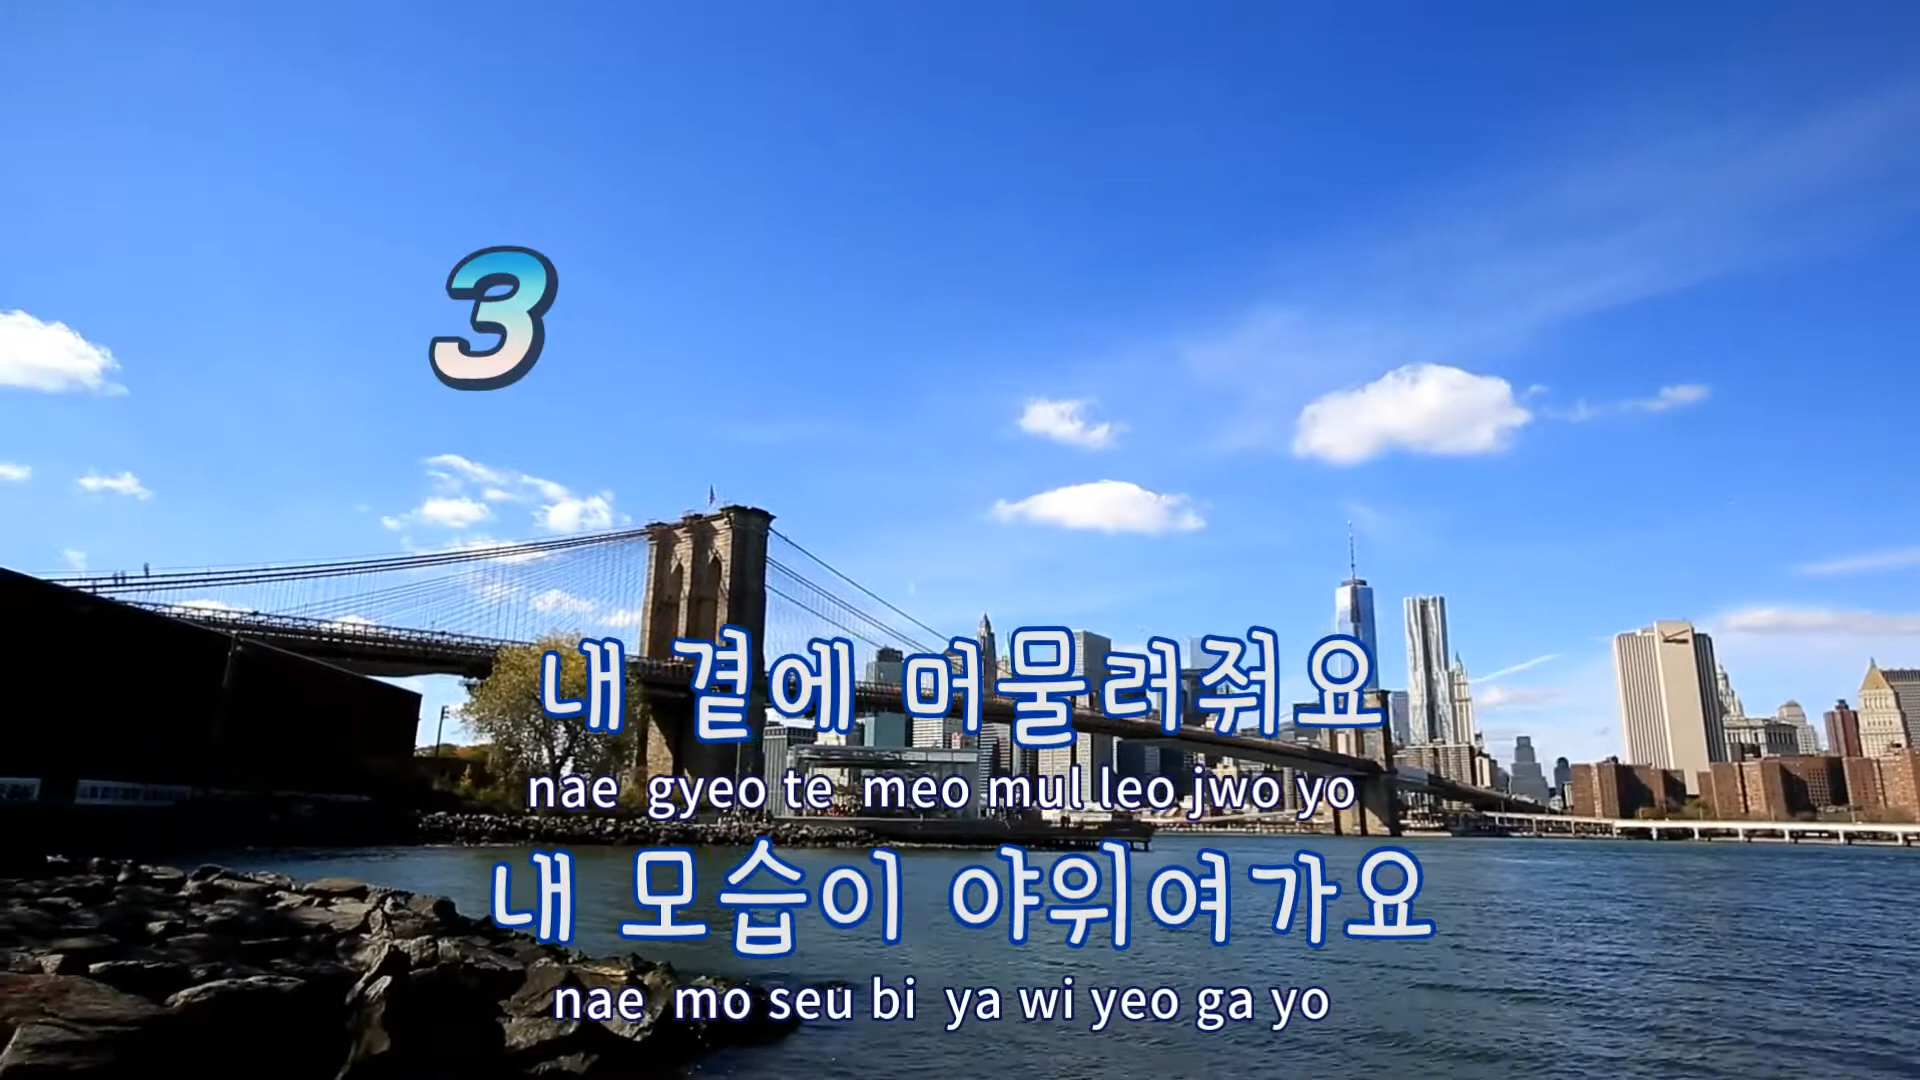 3
내 곁에 머물러줘요
nae gyeo te meo mul leo jwo yo
내 모습이 야위여가요
nae mo seu bi ya wi yeo ga yo